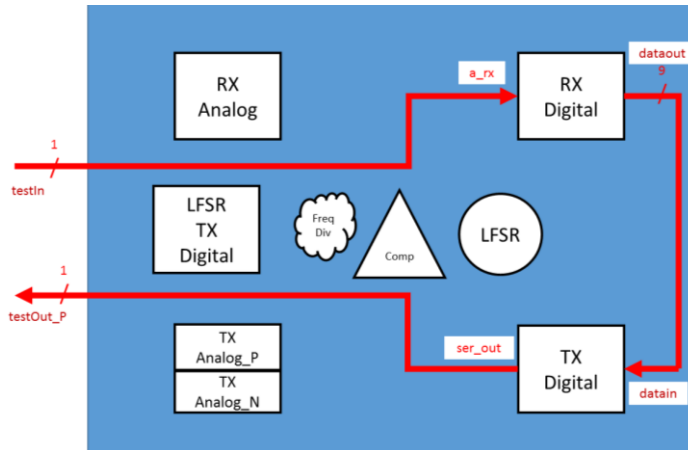 dataout
9
a_rx
RX
Analog
RX
Digital
1
testIn
LFSR
TX
Digital
Freq
Div
Comp
LFSR
1
testOut_P
TX
Analog_P
TX
Analog_N
ser_out
TX
Digital
datain